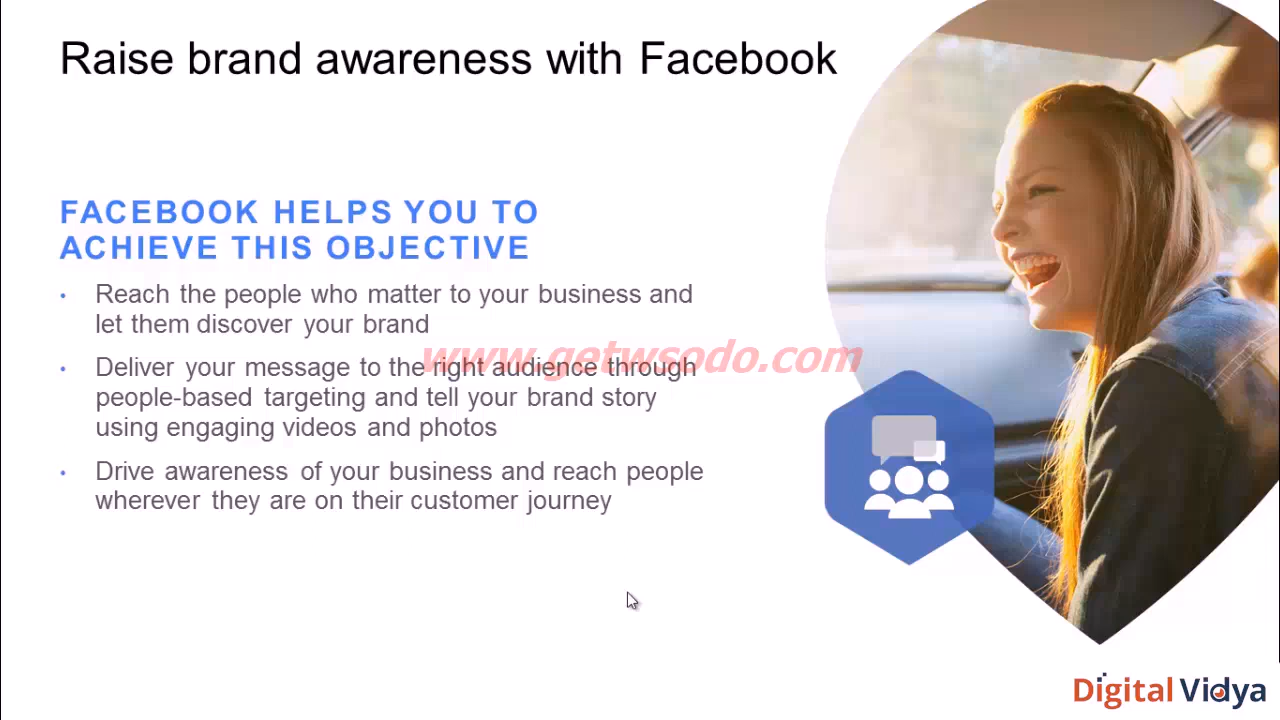 Raise brand awareness with Facebook
FACEBOOK HELPS YOU TO
ACHIEVE THIS OBJECTIVE
• Reach the people who matter to your business and
let them discover your brand
• Deliver your message to the right audience through
people-based targeting and tell your brand story
using engaging videos and photos
• Drive awareness of your business and reach people
wherever they are on their customer journey
www.getwsodo.com
Digital Vidya